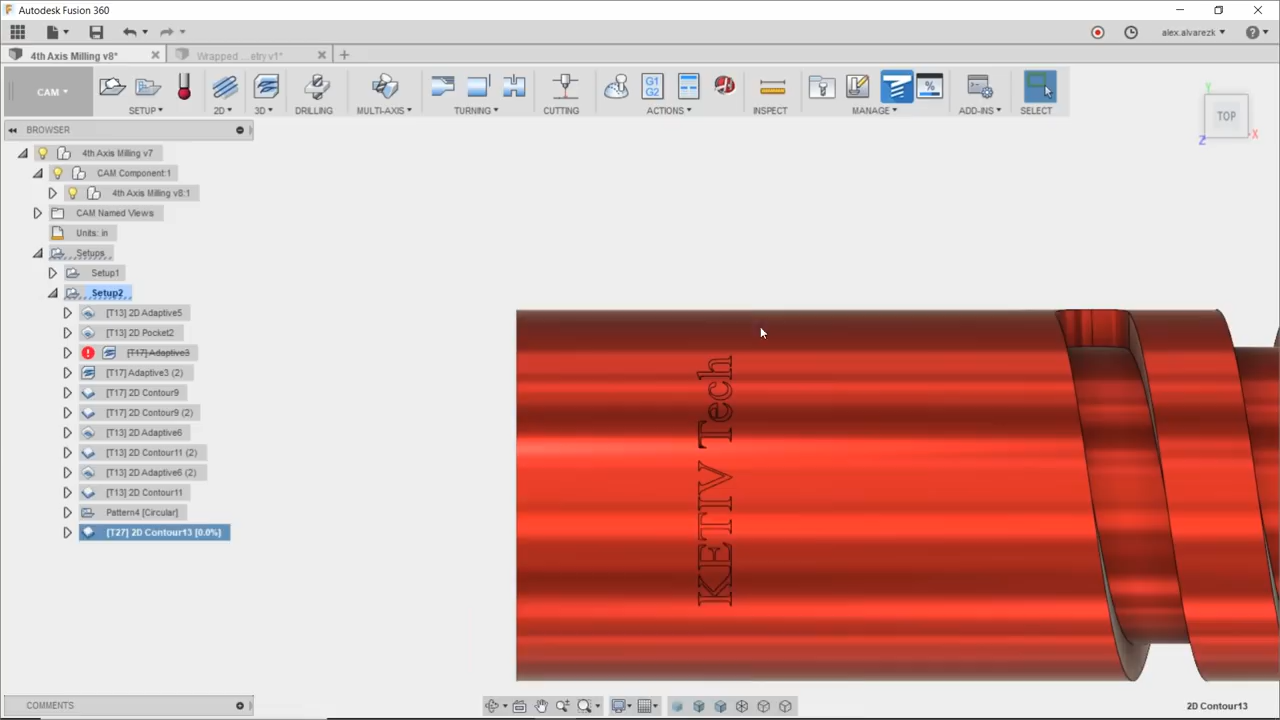 Autodesk Fusion 360
alex.alvarezk
4th Axis Milling v8*
Wrapped ...etry v1*
CAM
SETUP
2D
3D
DRILLING
MULTI-AXIS
TURNING
CUTTING
G1
G2
ACTIONS
INSPECT
%
MANAGE
ADD-INS
SELECT
BROWSER
4th Axis Milling v7
CAM Component:1
4th Axis Milling v8:1
CAM Named Views
Units: in
Setups
Setup1
Setup2
[T13] 2D Adaptive5
[T13] 2D Pocket2
[T17] Adaptive3
[T17] Adaptive3 (2)
[T17] 2D Contour9
[T17] 2D Contour9 (2)
[T13] 2D Adaptive6
[T13] 2D Contour11 (2)
[T13] 2D Adaptive6 (2)
[T13] 2D Contour11
Pattern4 [Circular]
[T27] 2D Contour13 [0.0%]
KETIV Tech
Y
TOP
X
Z
COMMENTS
2D Contour13